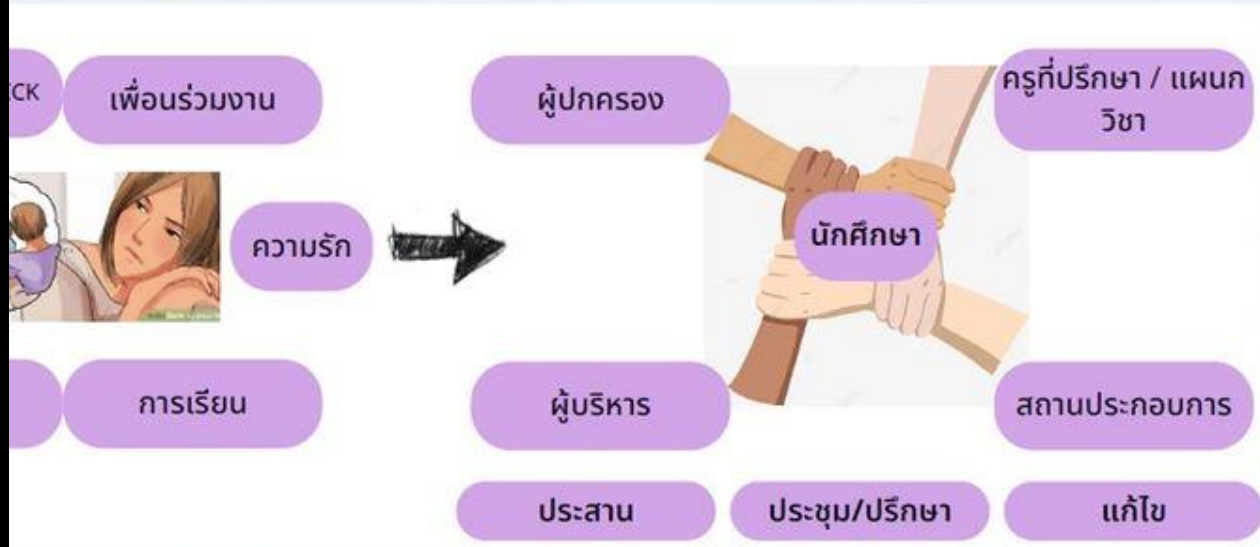 CK
เพื่อนร่วมงาน
ผู้ปกครอง
ครูที่ปรึกษา / แผนก
วิชา
ความรัก
นักศึกษา
การเรียน
ผู้บริหาร
สถานประกอบการ
ประสาน
ประชุม/ปรึกษา
แก้ไข